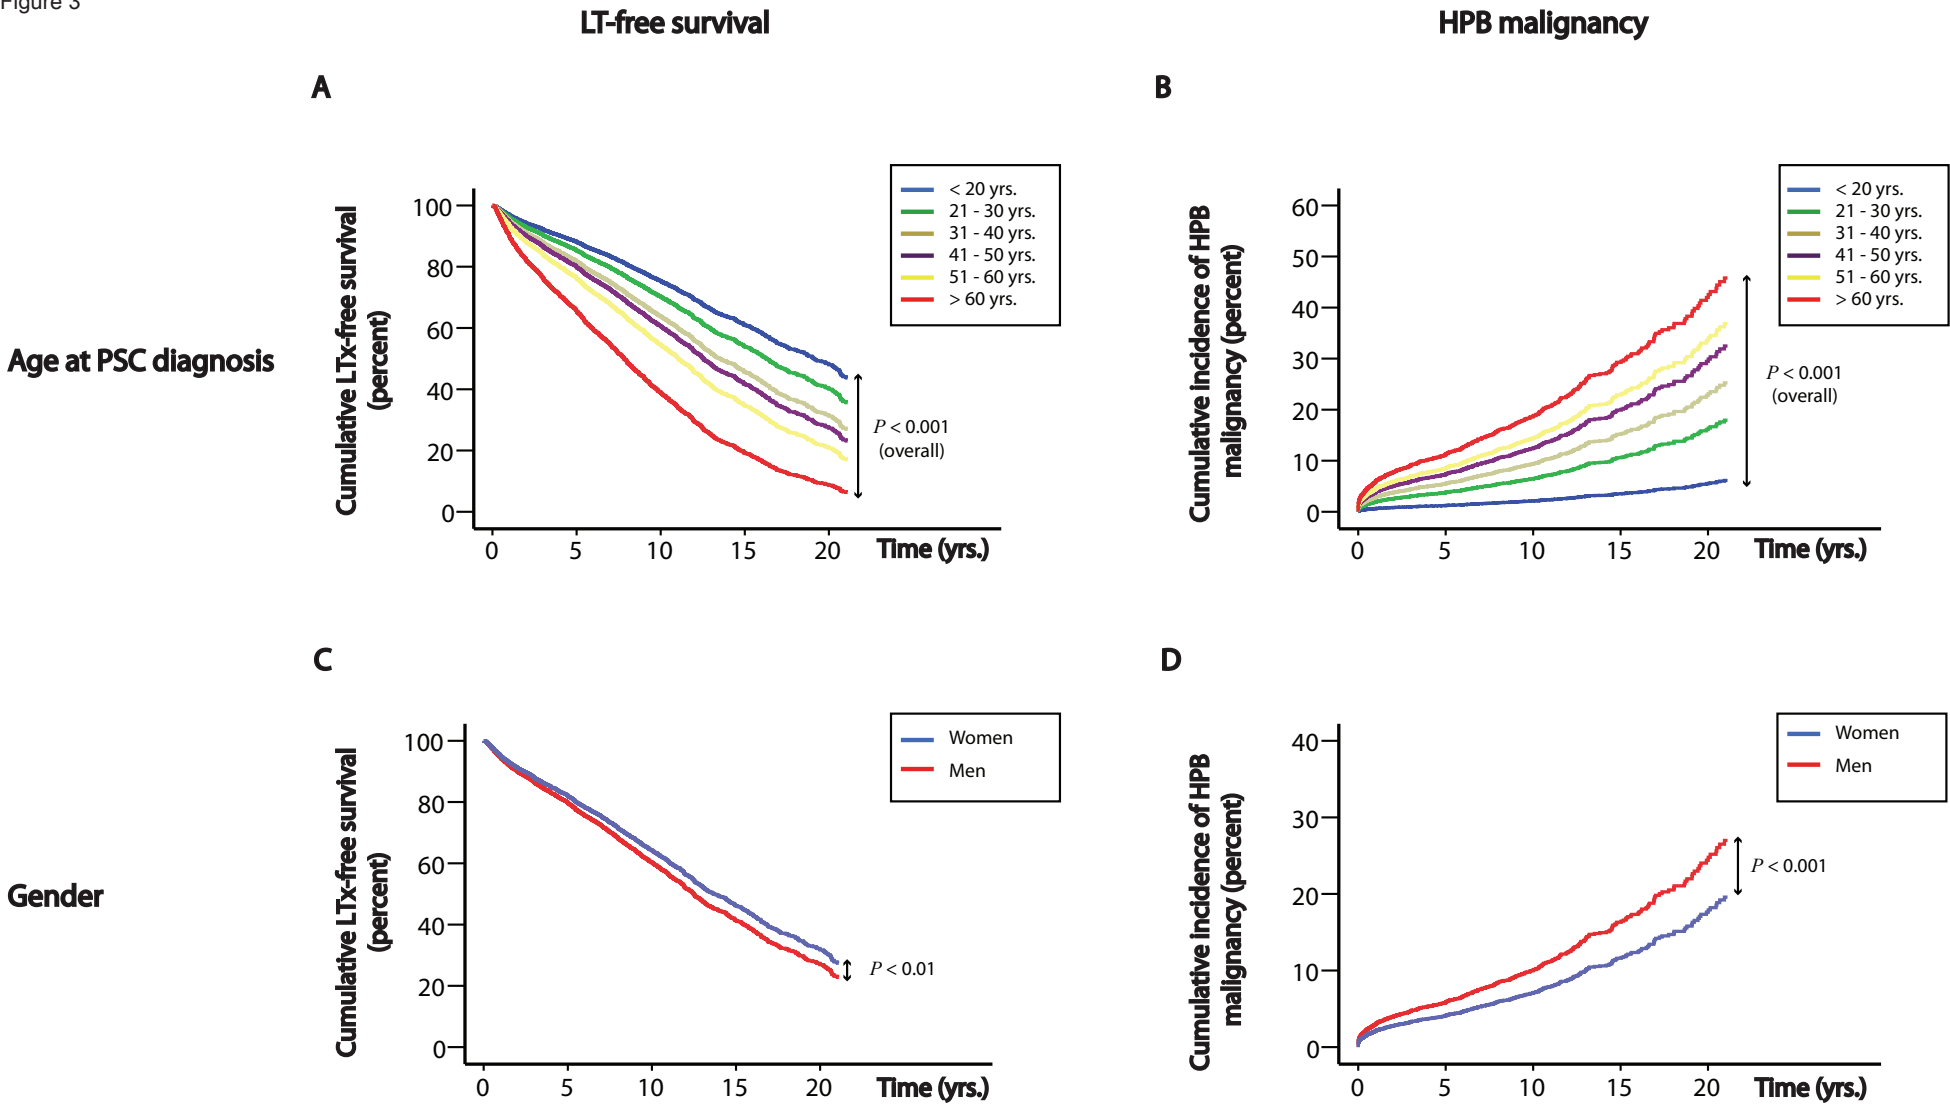 Figure 3
LT-free survival
HPB malignancy
A
B
Age at PSC diagnosis
Cumulative LTx-free survival
(percent)
100
80
60
40
20
0
0 5 10 15 20 Time (yrs.)
< 20 yrs.
21 - 30 yrs.
31 - 40 yrs.
41 - 50 yrs.
51 - 60 yrs.
> 60 yrs.
P < 0.001
(overall)
Cumulative incidence of HPB
malignancy (percent)
60
50
40
30
20
10
0
0 5 10 15 20 Time (yrs.)
< 20 yrs.
21 - 30 yrs.
31 - 40 yrs.
41 - 50 yrs.
51 - 60 yrs.
> 60 yrs.
P < 0.001
(overall)
C
D
Gender
Cumulative LTx-free survival
(percent)
100
80
60
40
20
0
0 5 10 15 20 Time (yrs.)
Women
Men
P < 0.01
Cumulative incidence of HPB
malignancy (percent)
40
30
20
10
0
0 5 10 15 20 Time (yrs.)
Women
Men
P < 0.001